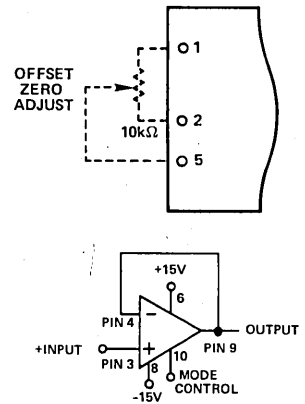 1
OFFSET
ZERO
ADJUST
10kΩ
2
5
+15V
6
PIN 4
−
OUTPUT
+INPUT
+
PIN 3
PIN 9
8
10
MODE
CONTROL
-15V